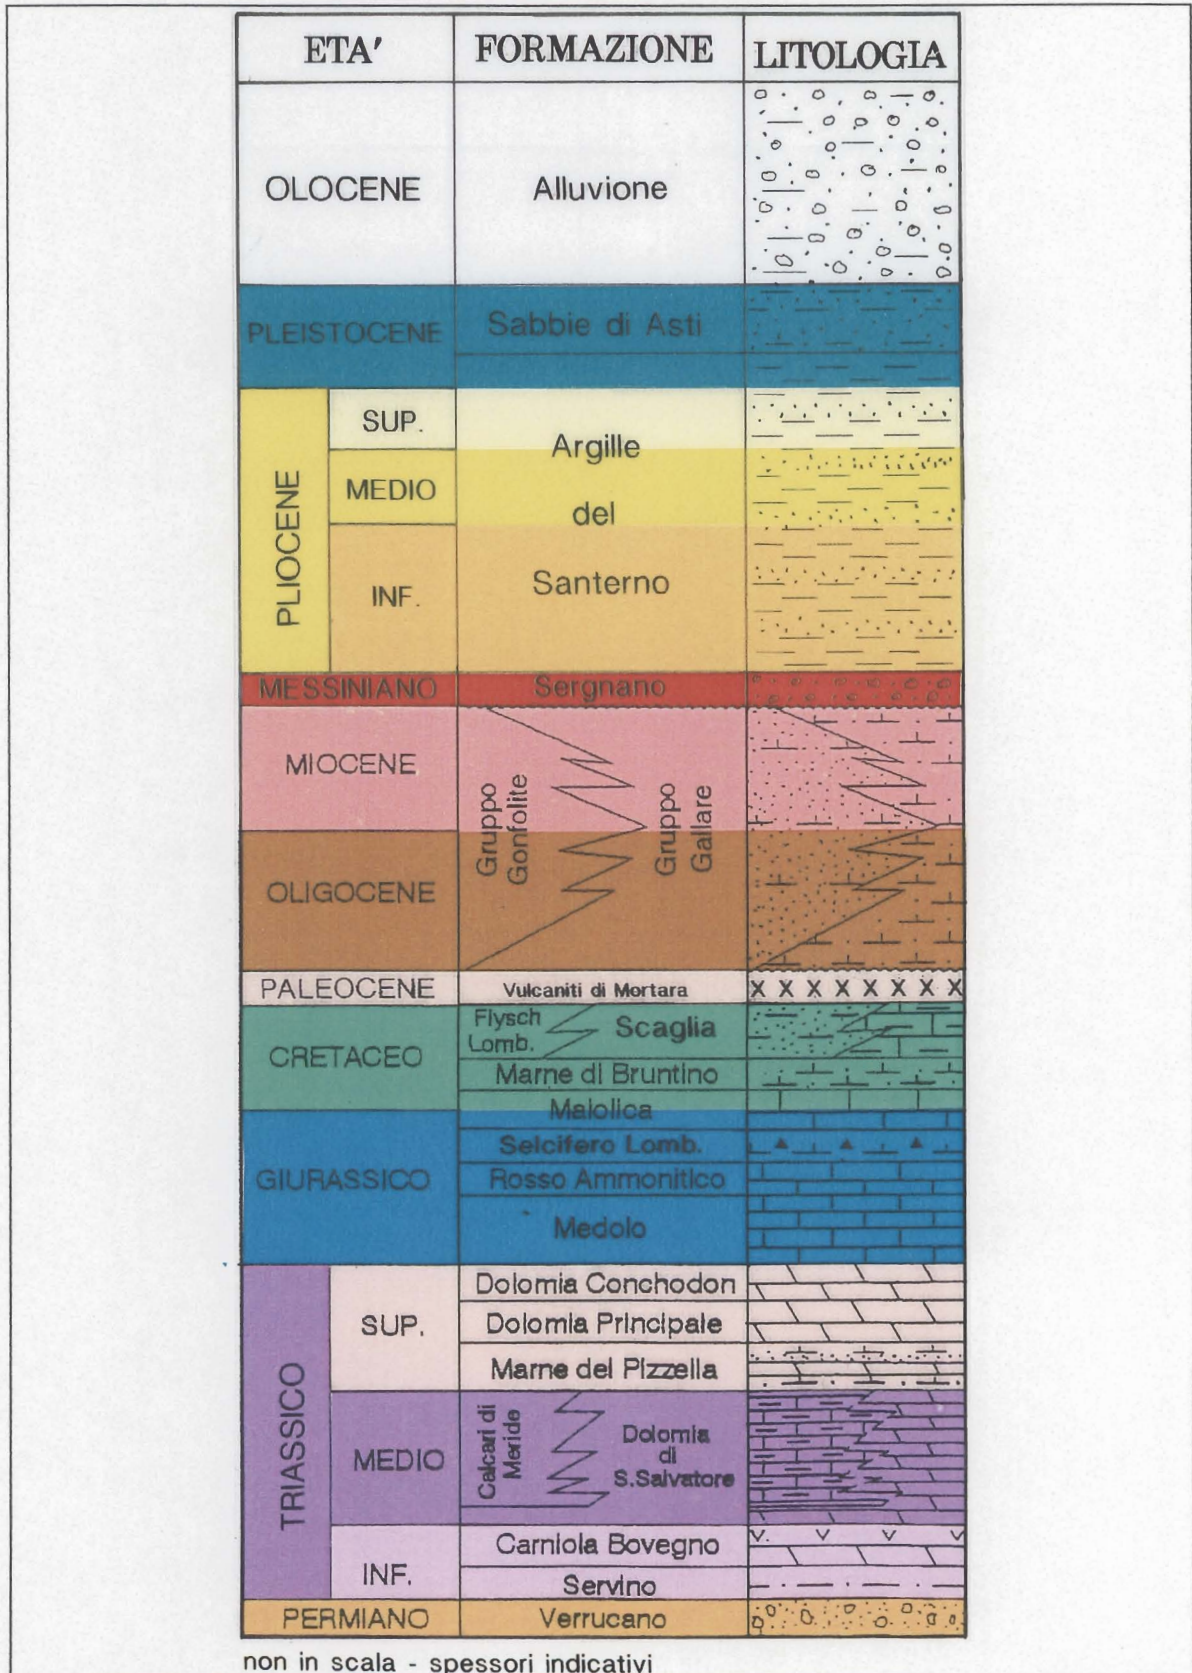 ETA'
FORMAZIONE
LITOLOGIA
OLOCENE
Alluvione
PLEISTOCENE
Sabbie di Asti
PLIOCENE
SUP.
MEDIO
INF.
Argille
del
Santerno
MESSINIANO
Sergnano
MIOCENE
OLIGOCENE
Gruppo
Gonfolite
Gruppo
Gallare
PALEOCENE
Vulcaniti di Mortara
X X X X X X X X
CRETACEO
Flysch
Lomb.
Scaglia
Marne di Bruntino
Maiolica
GIURASSICO
Selcifero Lomb.
Rosso Ammonitico
Medolo
TRIASSICO
SUP.
Dolomia Conchodon
Dolomia Principale
Marne del Pizzella
MEDIO
Calcari di
Meride
Dolomia
di
S.Salvatore
INF.
Carniola Bovegno
Servino
PERMIANO
Verrucano
non in scala - spessori indicativi